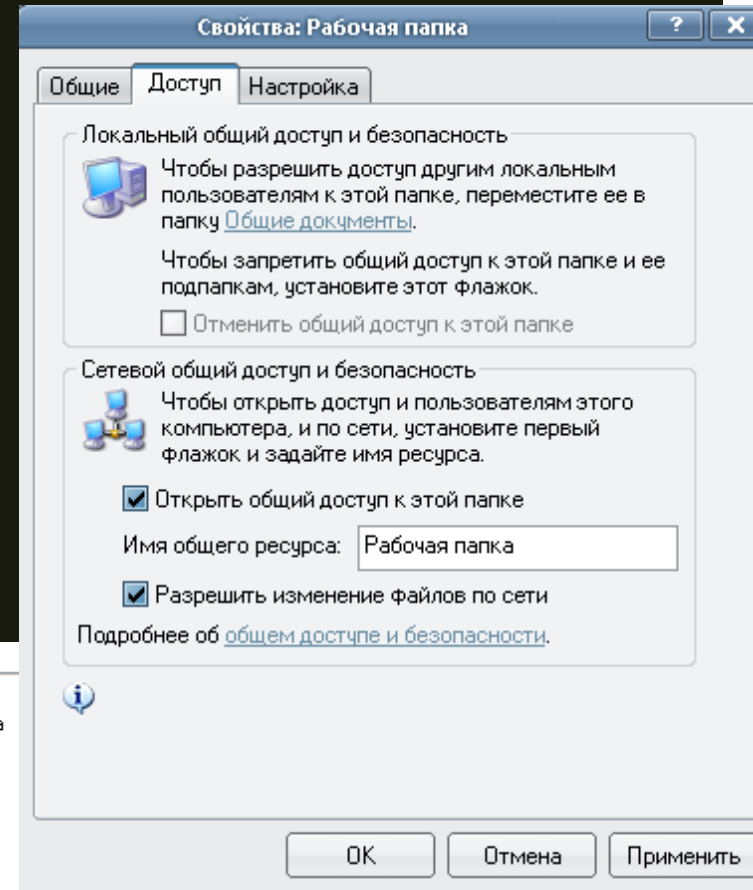 Свойства: Рабочая папка
Общие Доступ Настройка
Локальный общий доступ и безопасность
Чтобы разрешить доступ другим локальным
пользователям к этой папке, переместите ее в
папку Общие документы.
Чтобы запретить общий доступ к этой папке и ее
подпапкам, установите этот флажок.
Отменить общий доступ к этой папке
Сетевой общий доступ и безопасность
Чтобы открыть доступ и пользователям этого
компьютера, и по сети, установите первый
флажок и задайте имя ресурса.
Открыть общий доступ к этой папке
Имя общего ресурса: Рабочая папка
Разрешить изменение файлов по сети
Подробнее об общем доступе и безопасности.
OK Отмена Применить